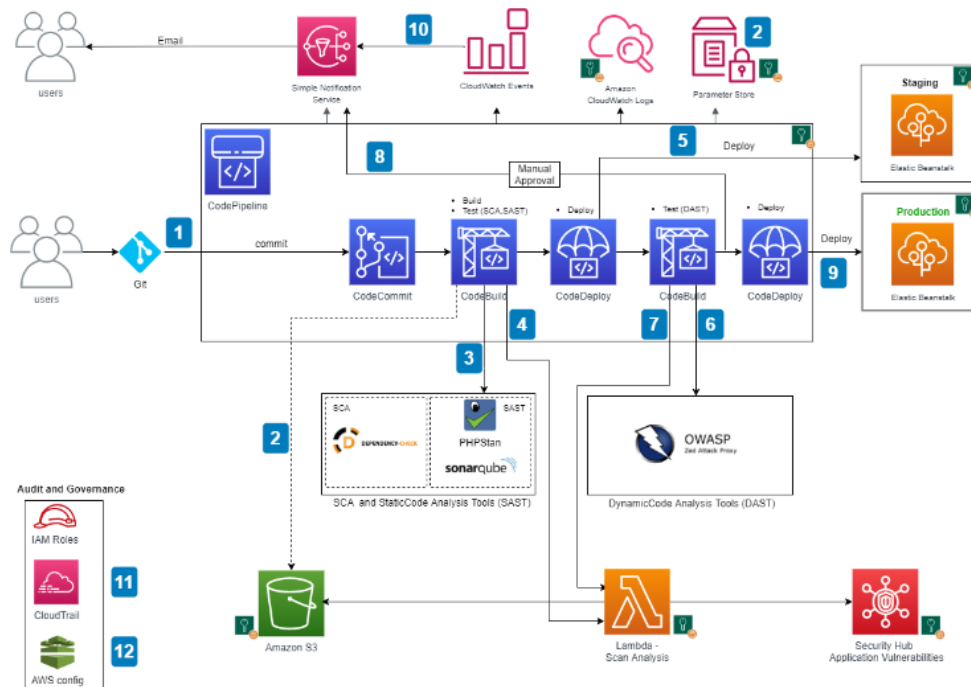 10
2
Email
users
Simple Notification
Service
CloudWatch Events
Amazon
CloudWatch Logs
Parameter Store
Staging
Elastic Beanstalk
5
Deploy
8
Manual
Approval
CodePipeline
• Build
• Test (SCA,SAST)
• Deploy
• Test (DAST)
• Deploy
Production
Elastic Beanstalk
1
commit
Deploy
9
users
Git
CodeCommit
CodeBuild
CodeDeploy
CodeBuild
CodeDeploy
4
7
6
3
2
SCA
SAST
DEPENDENCY-CHECK
PHPStan
sonarqube
OWASP
Zed Attack Proxy
SCA and StaticCode Analysis Tools (SAST)
DynamicCode Analysis Tools (DAST)
Audit and Governance
IAM Roles
11
CloudTrail
12
AWS config
Amazon S3
Lambda -
Scan Analysis
Security Hub
Application Vulnerabilities